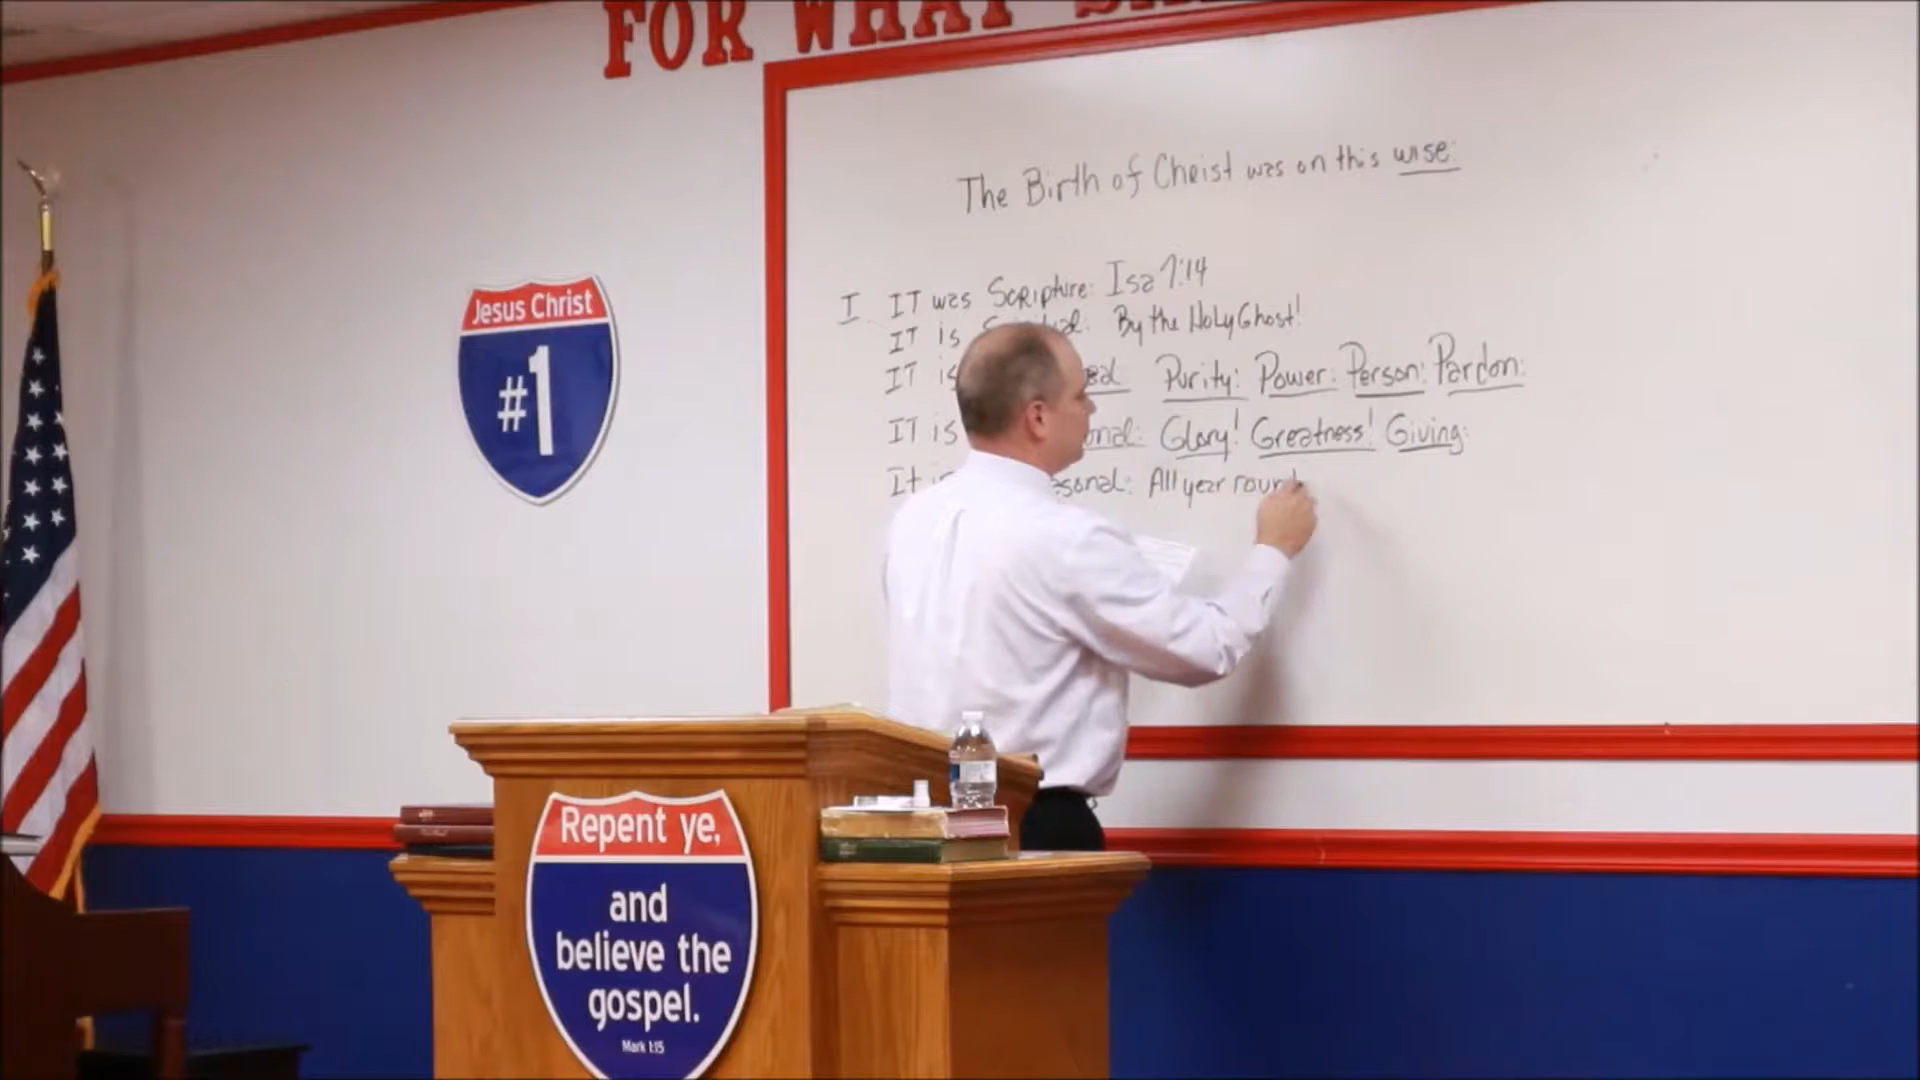 FOR WHAT
The Birth of Christ was on this wise:
I. IT was Scripture: Isa 7:14
IT is By the Holy Ghost!
IT is Purity: Power: Person: Pardon:
IT is Glory! Greatness! Giving:
It All year round
Jesus Christ
#1
Repent ye,
and
believe the
gospel.
Mark 1:15